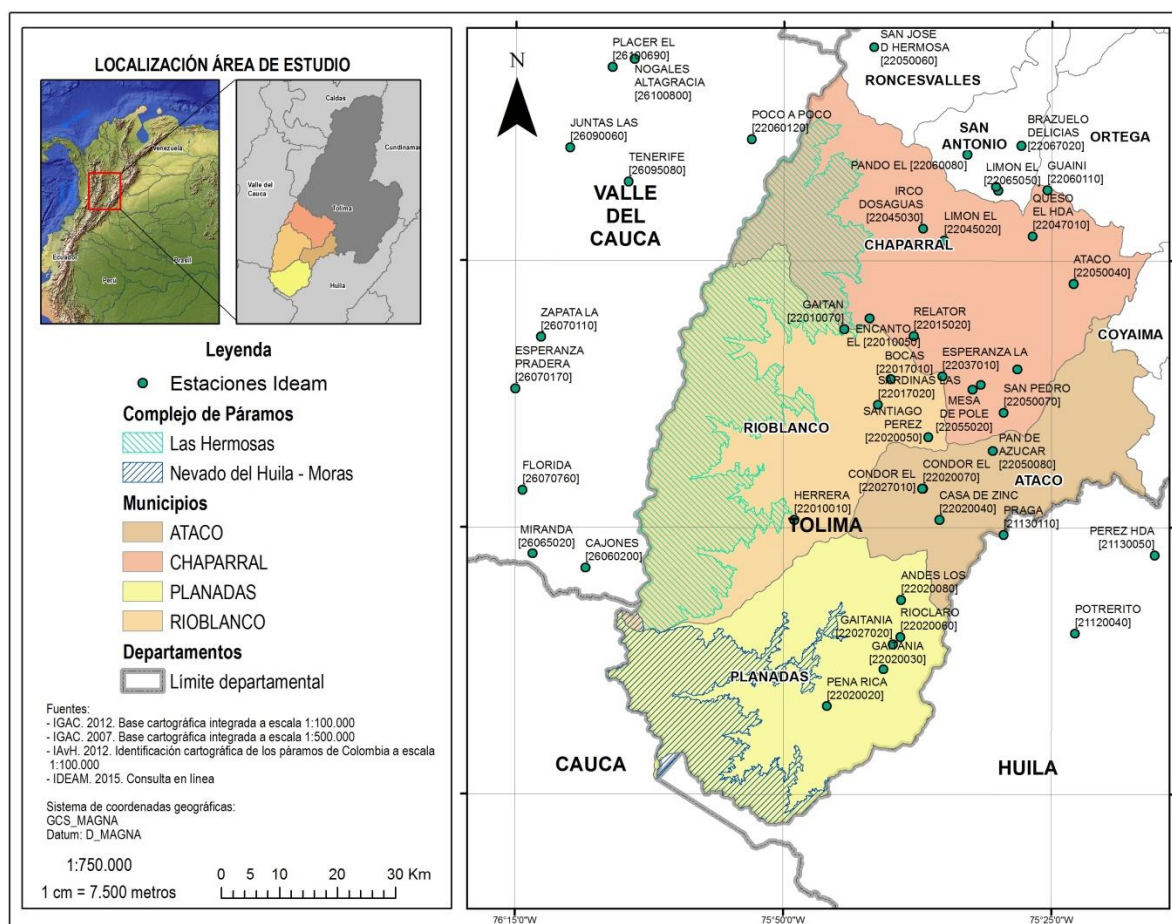 LOCALIZACIÓN ÁREA DE ESTUDIO
Venezuela
Ecuador
Perú
Brasil
Caldas
Cundinamar
Valle del
Cauca
Tolima
Huila
Leyenda
Estaciones Ideam
Complejo de Páramos
Las Hermosas
Nevado del Huila - Moras
Municipios
ATACO
CHAPARRAL
PLANADAS
RIOBLANCO
Departamentos
Límite departamental
Fuentes:
- IGAC. 2012. Base cartográfica integrada a escala 1:100.000
- IGAC. 2007. Base cartográfica integrada a escala 1:500.000
- IAvH. 2012. Identificación cartográfica de los páramos de Colombia a escala
1:100.000
- IDEAM. 2015. Consulta en línea
Sistema de coordenadas geográficas:
GCS_MAGNA
Datum: D_MAGNA
1:750.000
1 cm = 7.500 metros
0 5 10 20 30 Km
N
PLACER EL
[26100690]
NOGALES
ALTAGRACIA
[26100800]
SAN JOSE
D HERMOSA
[22050060]
RONCESVALLES
JUNTAS LAS
[26090060]
POCO A POCO
[22060120]
TENERIFE
[26095080]
SAN
ANTONIO
BRAZUELO
DELICIAS
[22067020]
ORTEGA
PANDO EL [22060080]
LIMON EL
[22065050]
GUAINI
[22060110]
VALLE
DEL
CAUCA
IRCO
DOSAGUAS
[22045030]
LIMON EL
[22045020]
QUESO
EL HDA
[22047010]
CHAPARRAL
ATACO
[22050040]
ZAPATA LA
[26070110]
GAITAN
[22010070]
ENCANTO
EL [22010050]
RELATOR
[22015020]
COYAIMA
ESPERANZA
PRADERA
[26070170]
BOCAS
[22017010]
ESPERANZA LA
[22037010]
SARDINAS LAS
[22017020]
MESA
DE POLE
[22055020]
SAN PEDRO
[22050070]
RIOBLANCO
SANTIAGO
PEREZ
[22020050]
PAN DE
AZUCAR
[22050080]
FLORIDA
[26070760]
CONDOR EL
[22027010]
CONDOR EL
[22020070]
ATACO
HERRERA
[22010010]
CASA DE ZINC
[22020040]
PRAGA
[21130110]
TOLIMA
MIRANDA
[26065020]
CAJONES
[26060200]
PEREZ HDA
[21130050]
ANDES LOS
[22020080]
GAITANIA
[22027020]
RIOCLARO
[22020060]
POTRERITO
[21120040]
GAITANIA
[22020030]
PLANADAS
PENA RICA
[22020020]
CAUCA
HUILA
76°15'0"W
75°50'0"W
75°25'0"W